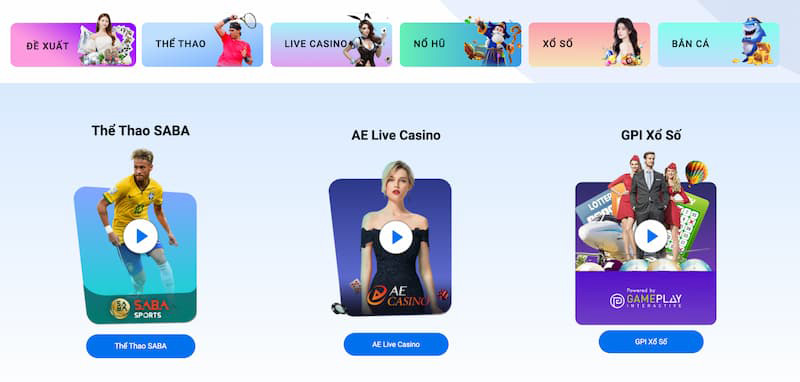 ĐỀ XUẤT
THỂ THAO
LIVE CASINO
NỔ HŨ
XỔ SỐ
BẮN CÁ
Thể Thao SABA
AE Live Casino
GPI Xổ Số
10
SABA
SPORTS
AE
CASINO
LOTTER
Powered by
GAMEPLAY
INTERACTIVE
Thể Thao SABA
AE Live Casino
GPI Xổ Số